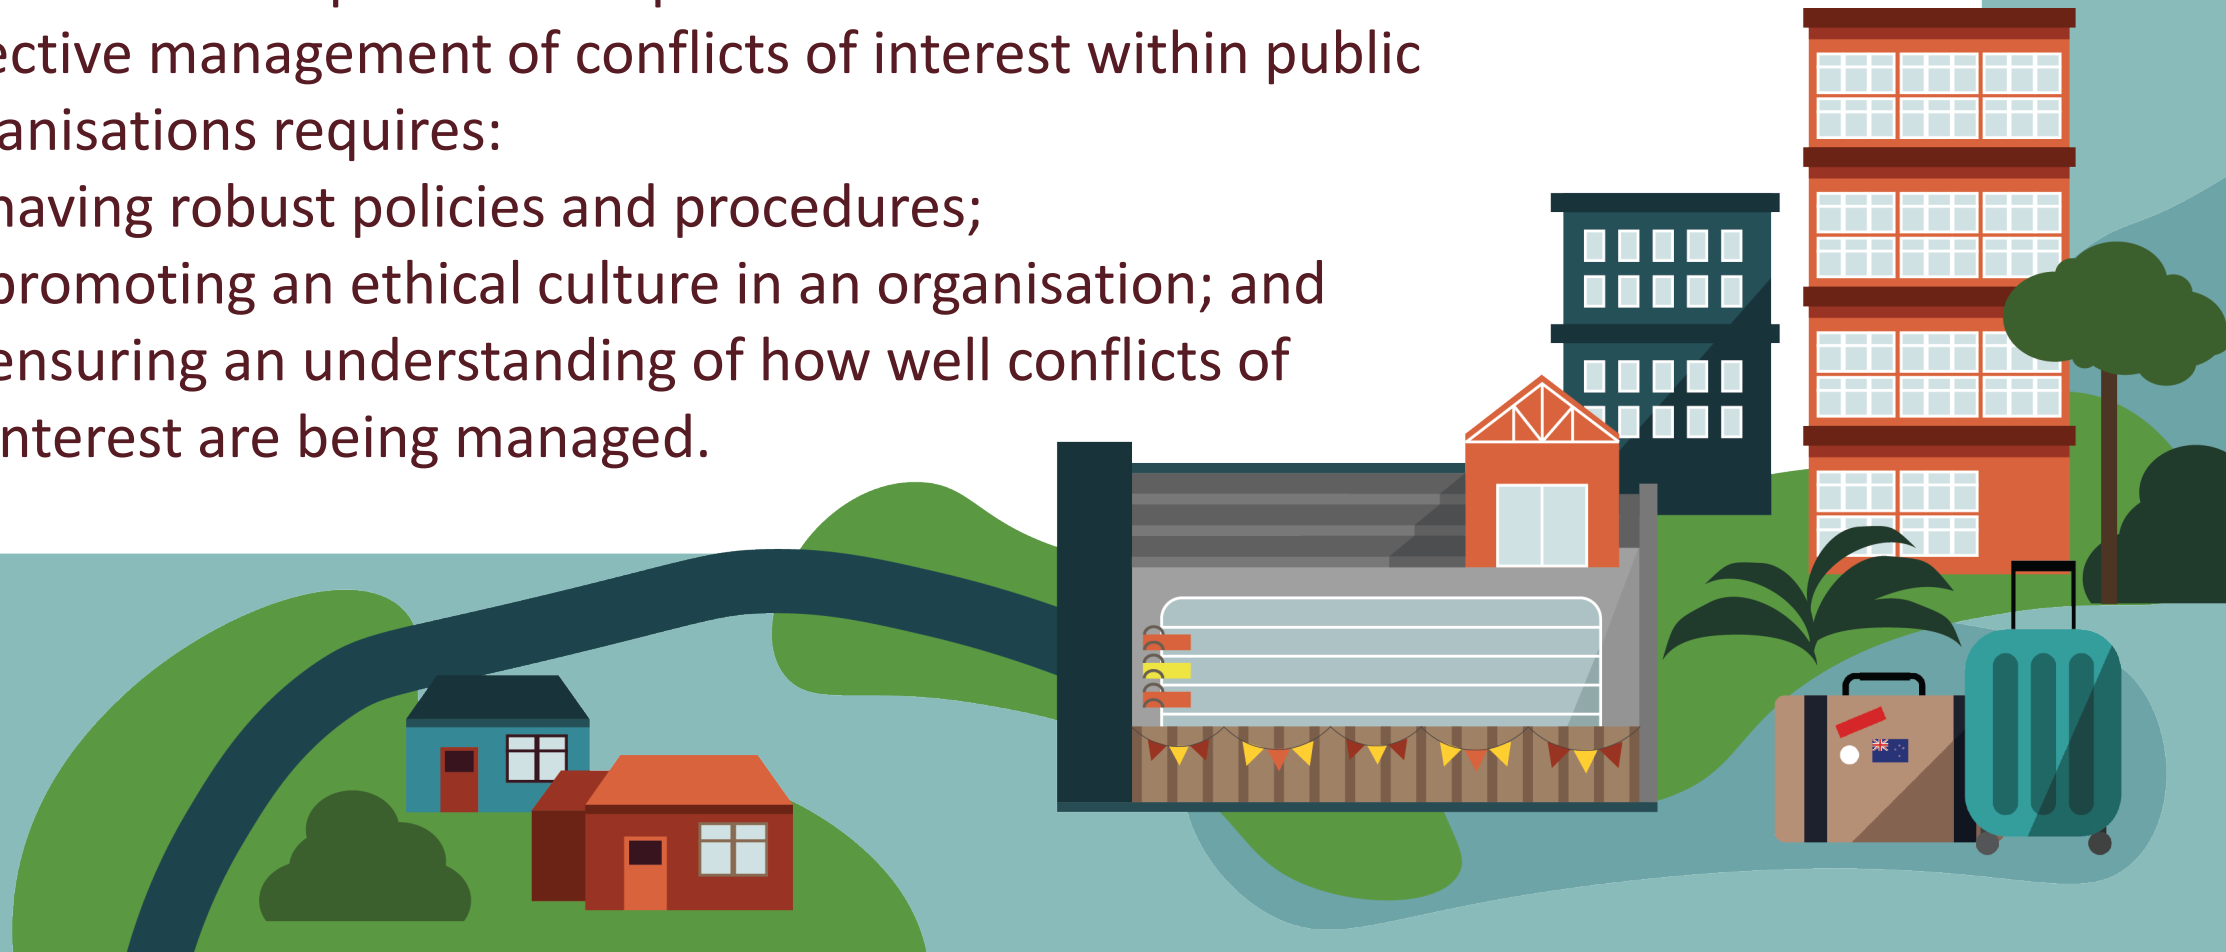 ective management of conflicts of interest within public
anisations requires:
having robust policies and procedures;
promoting an ethical culture in an organisation; and
ensuring an understanding of how well conflicts of
nterest are being managed.